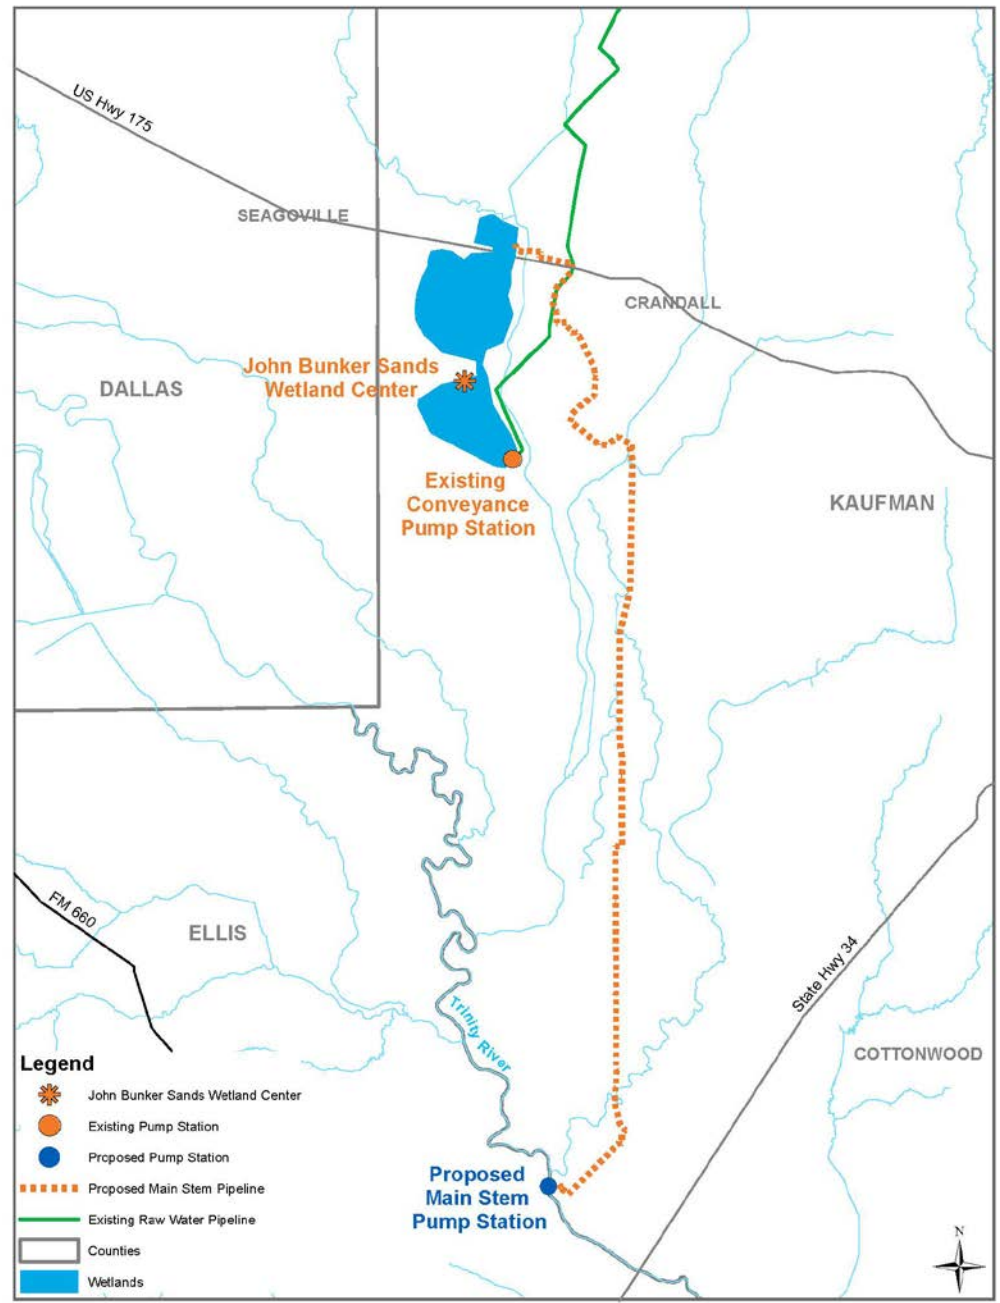 US Hwy 175
SEAGOVILLE
CRANDALL
John Bunker Sands
Wetland Center
DALLAS
Existing
Conveyance
Pump Station
KAUFMAN
FM 660
ELLIS
State Hwy 34
Trinity River
COTTONWOOD
Proposed
Main Stem
Pump Station
Legend
John Bunker Sands Wetland Center
Existing Pump Station
Proposed Pump Station
Proposed Main Stem Pipeline
Existing Raw Water Pipeline
Counties
Wetlands
N